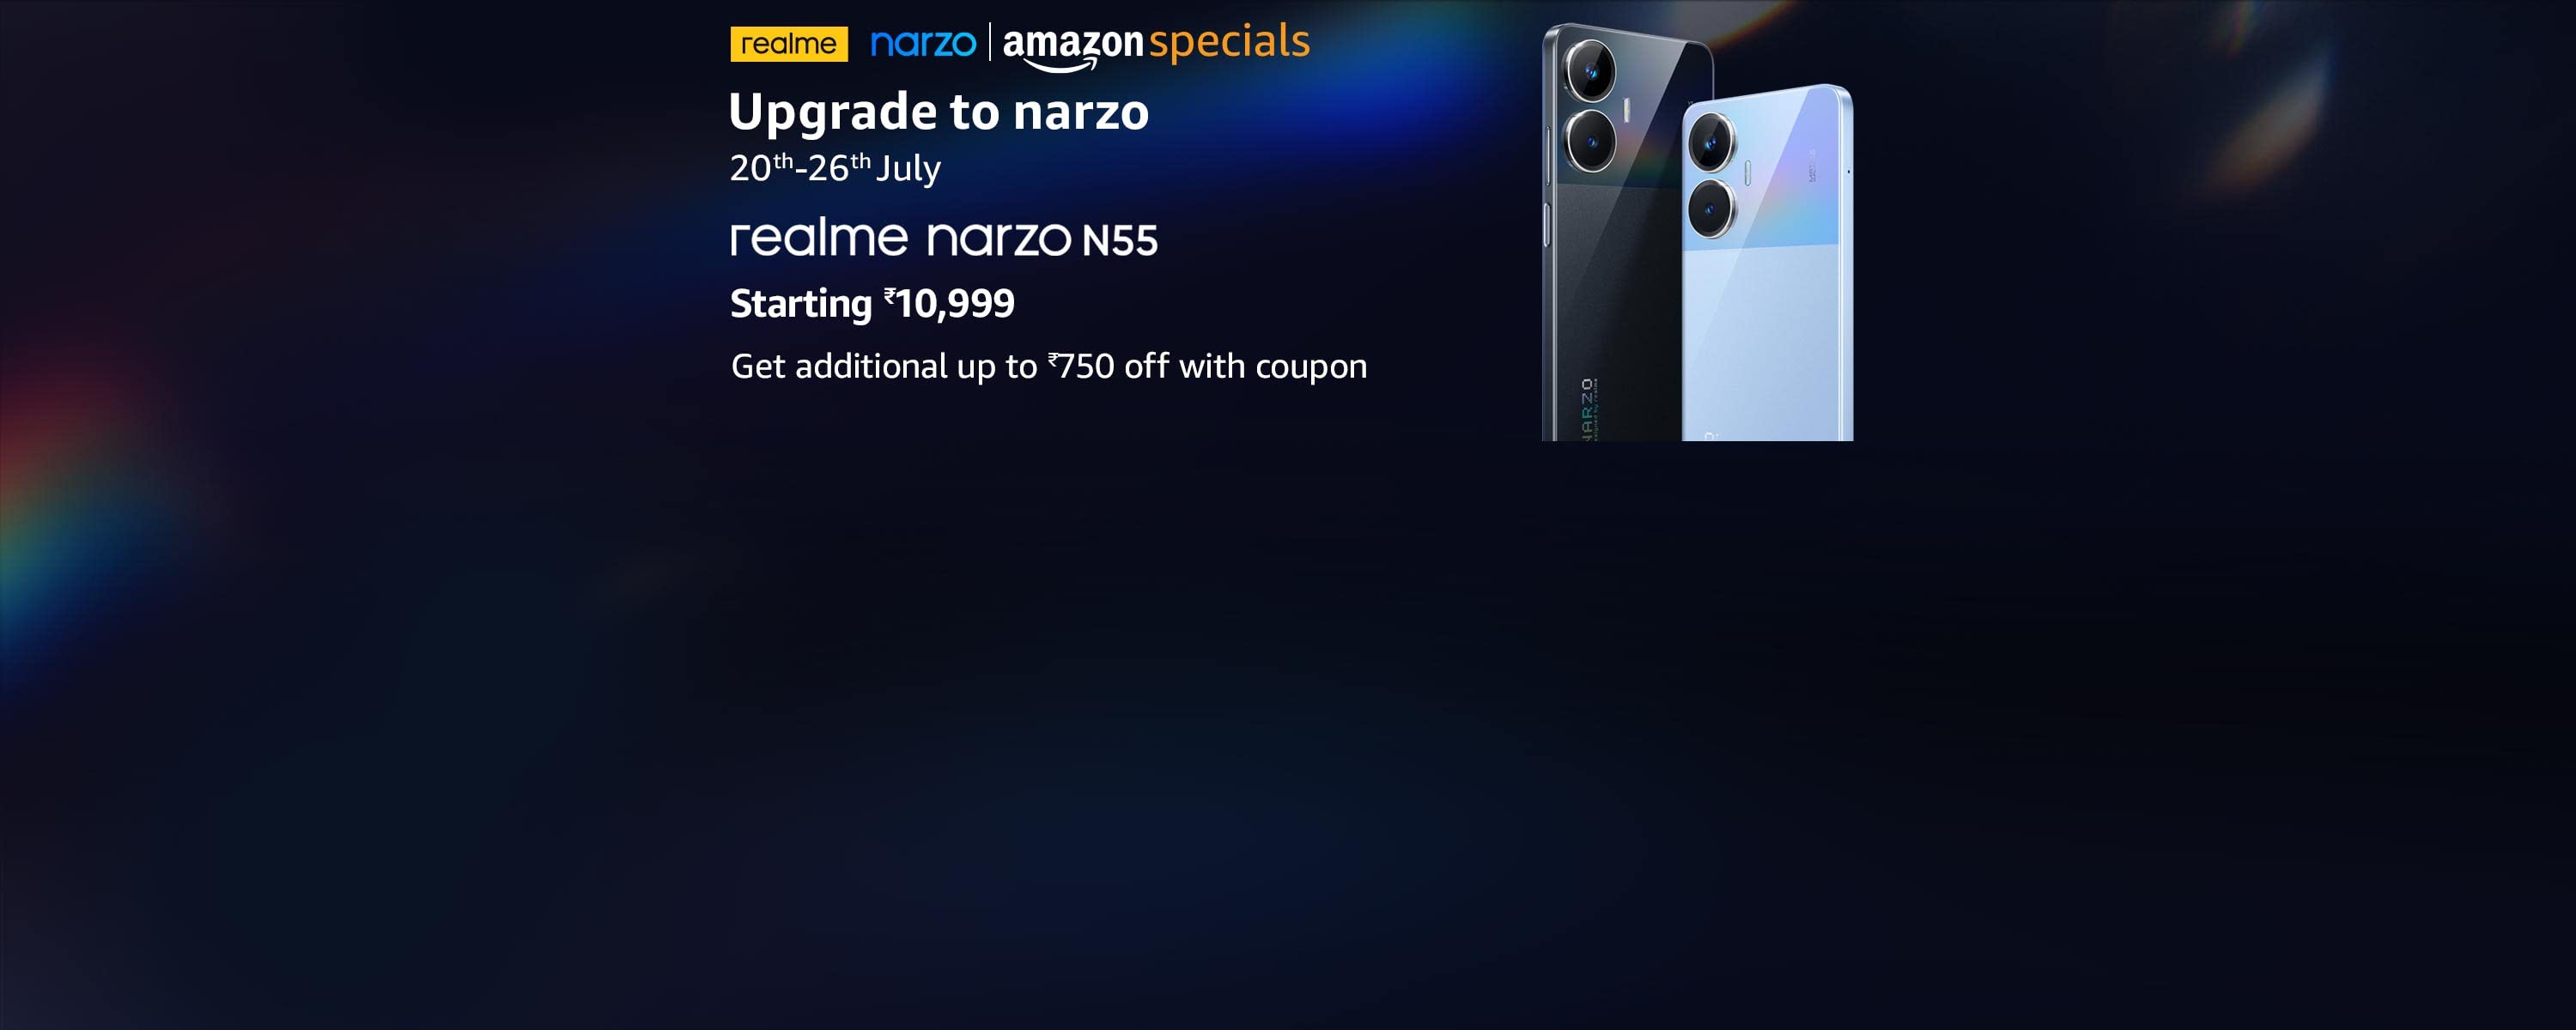 realme narzo | amazon specials
Upgrade to narzo
20th-26th July
realme narzo N55
Starting ₹10,999
Get additional up to ₹750 off with coupon
NARZO